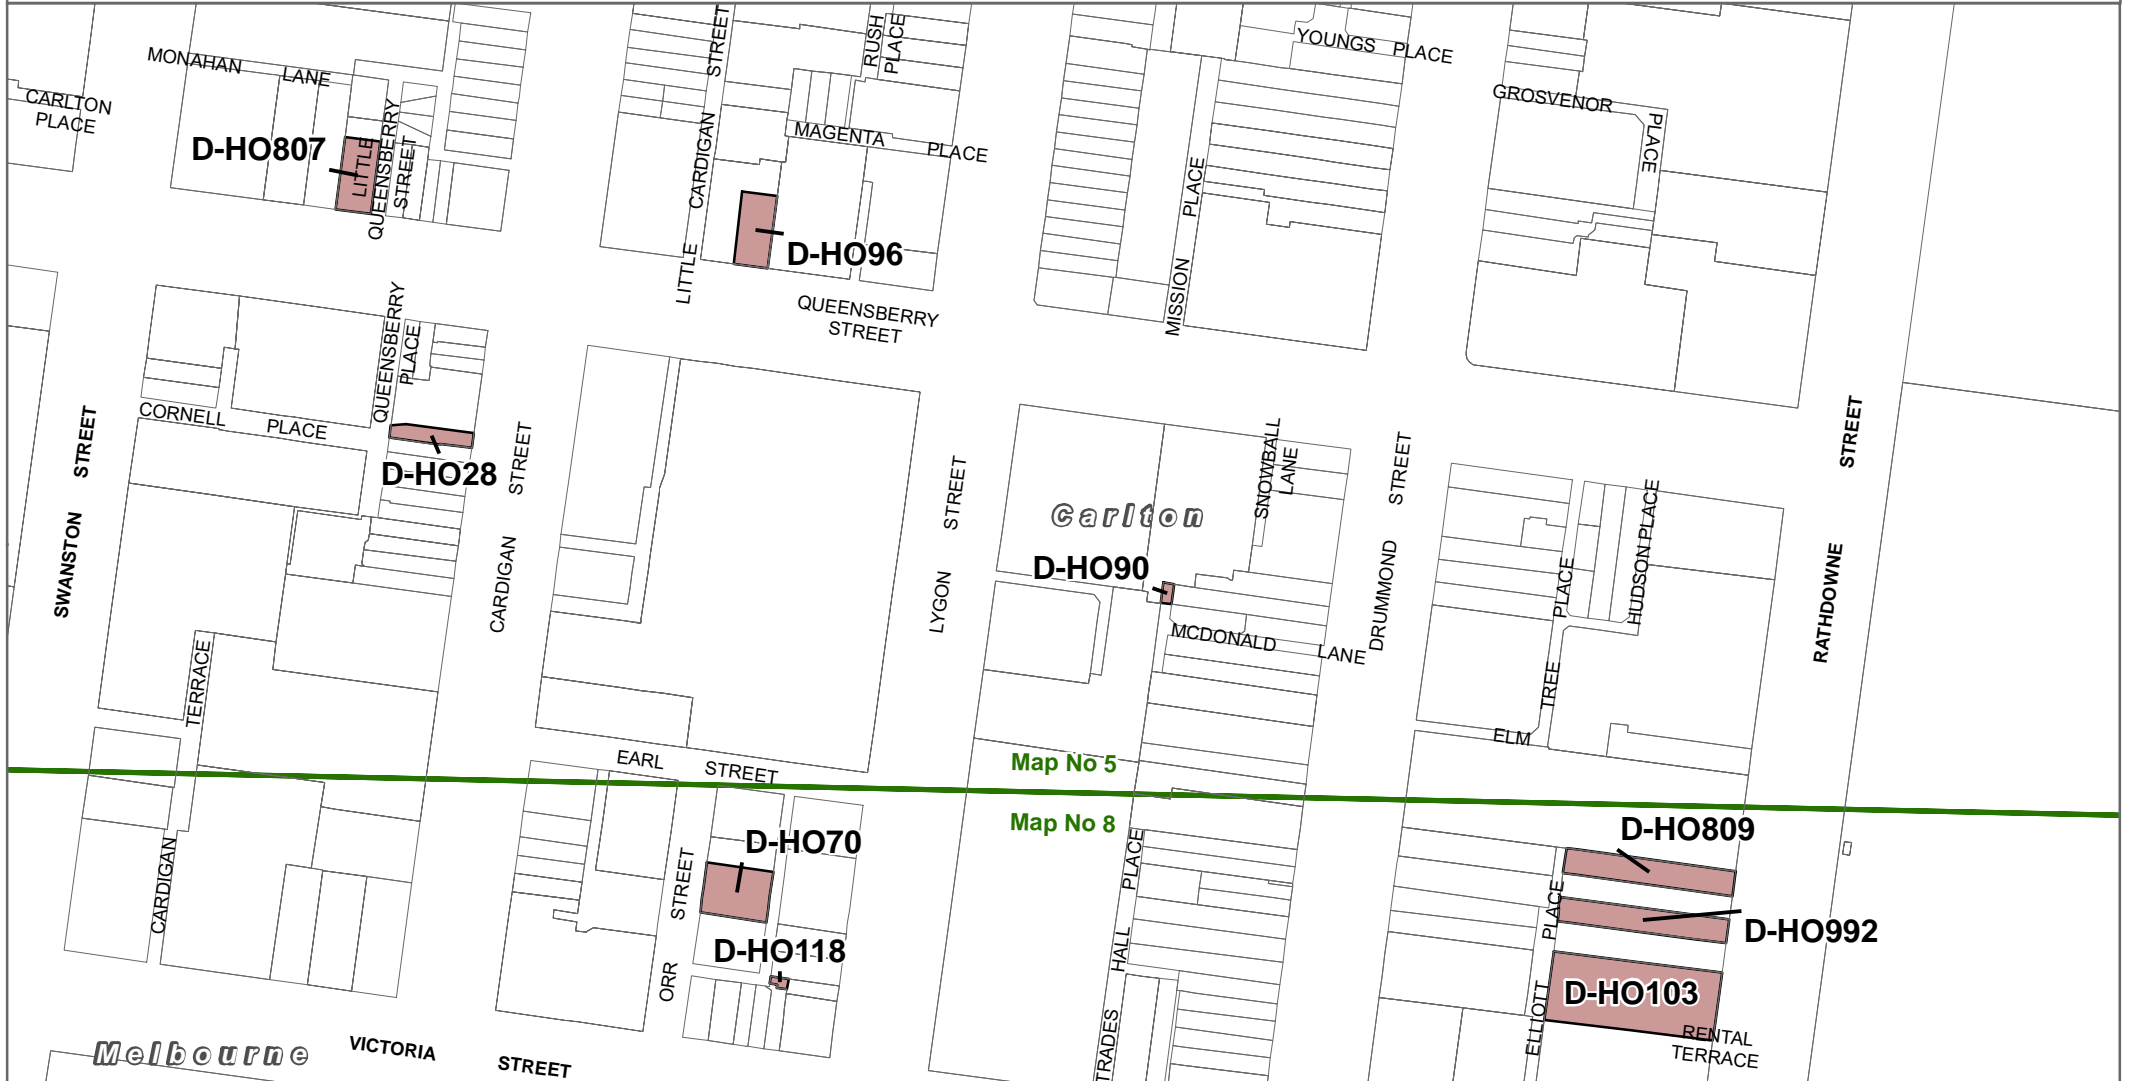 MONAHAN LANE
CARLTON
PLACE
D-HO807
LITTLE
QUEENSBERRY
STREET
LITTLE CARDIGAN STREET
RUSH
PLACE
MAGENTA PLACE
D-HO96
QUEENSBERRY
STREET
MISSION PLACE
YOUNGS PLACE
GROSVENOR PLACE
QUEENSBERRY
PLACE
CORNELL PLACE
D-HO28
SWANSTON STREET
CARDIGAN STREET
LYGON STREET
Carlton
SNOWBALL
LANE
D-HO90
MCDONALD LANE
DRUMMOND STREET
HUDSON PLACE
ELM TREE PLACE
RATHDOWNE STREET
CARDIGAN TERRACE
EARL STREET
Map No 5
Map No 8
D-HO70
D-HO118
ORR STREET
TRADES HALL PLACE
D-HO809
D-HO992
D-HO103
ELLIOTT PLACE
RENTAL
TERRACE
Melbourne
VICTORIA STREET